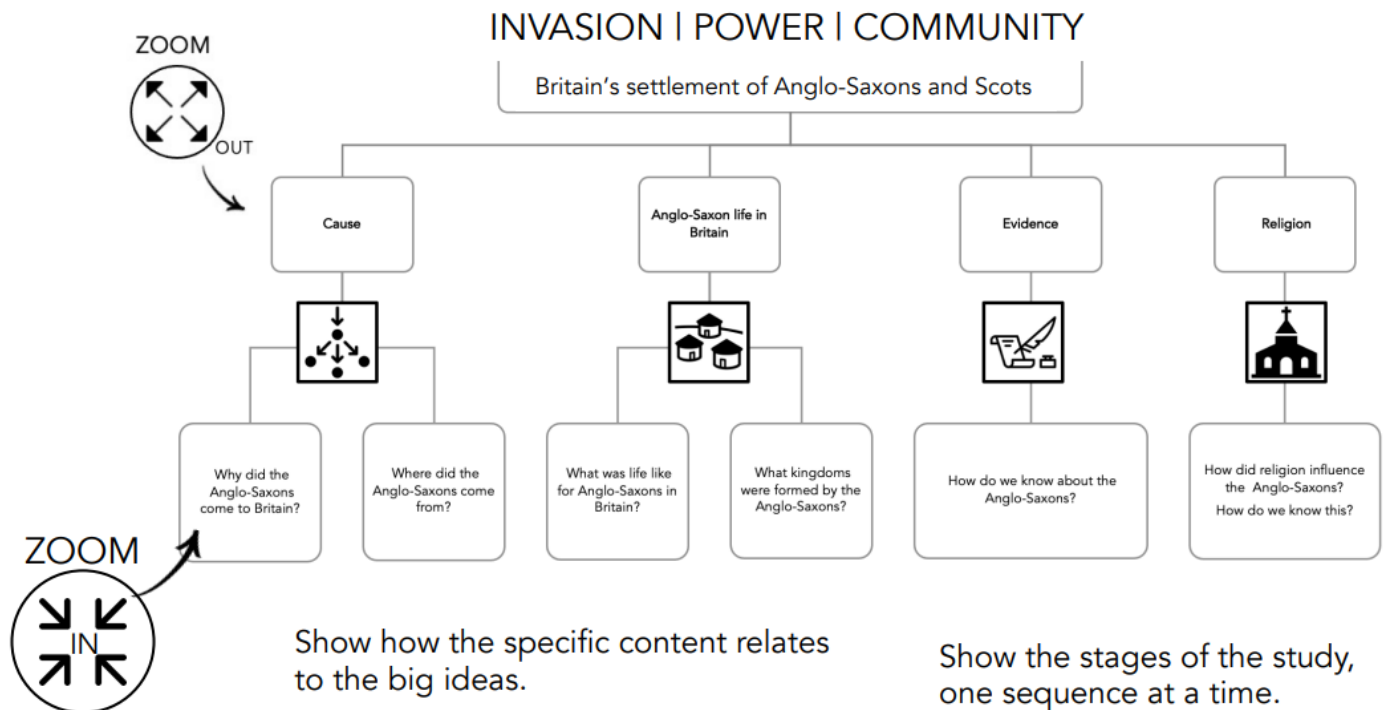 INVASION | POWER | COMMUNITY
ZOOM
OUT
Britain’s settlement of Anglo-Saxons and Scots
Cause
Anglo-Saxon life in
Britain
Evidence
Religion
Why did the
Anglo-Saxons
come to Britain?
Where did the
Anglo-Saxons come
from?
What was life like
for Anglo-Saxons in
Britain?
What kingdoms
were formed by the
Anglo-Saxons?
How do we know about the
Anglo-Saxons?
How did religion influence
the Anglo-Saxons?
How do we know this?
ZOOM
IN
Show how the specific content relates
to the big ideas.
Show the stages of the study,
one sequence at a time.